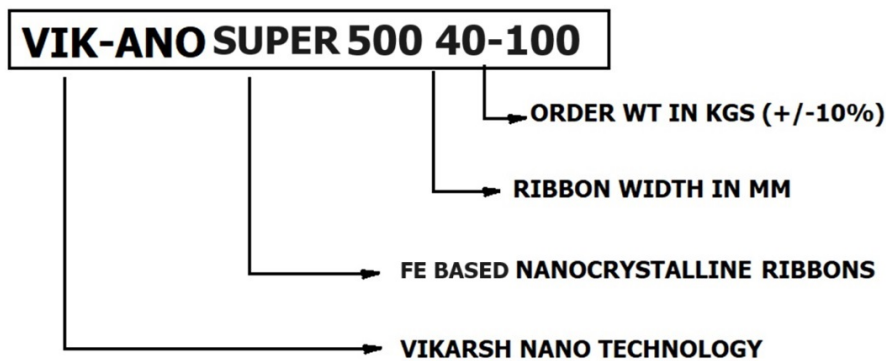 VIK-ANO SUPER 500 40-100
ORDER WT IN KGS (+/-10%)
RIBBON WIDTH IN MM
FE BASED NANOCRYSTALLINE RIBBONS
VIKARSH NANO TECHNOLOGY